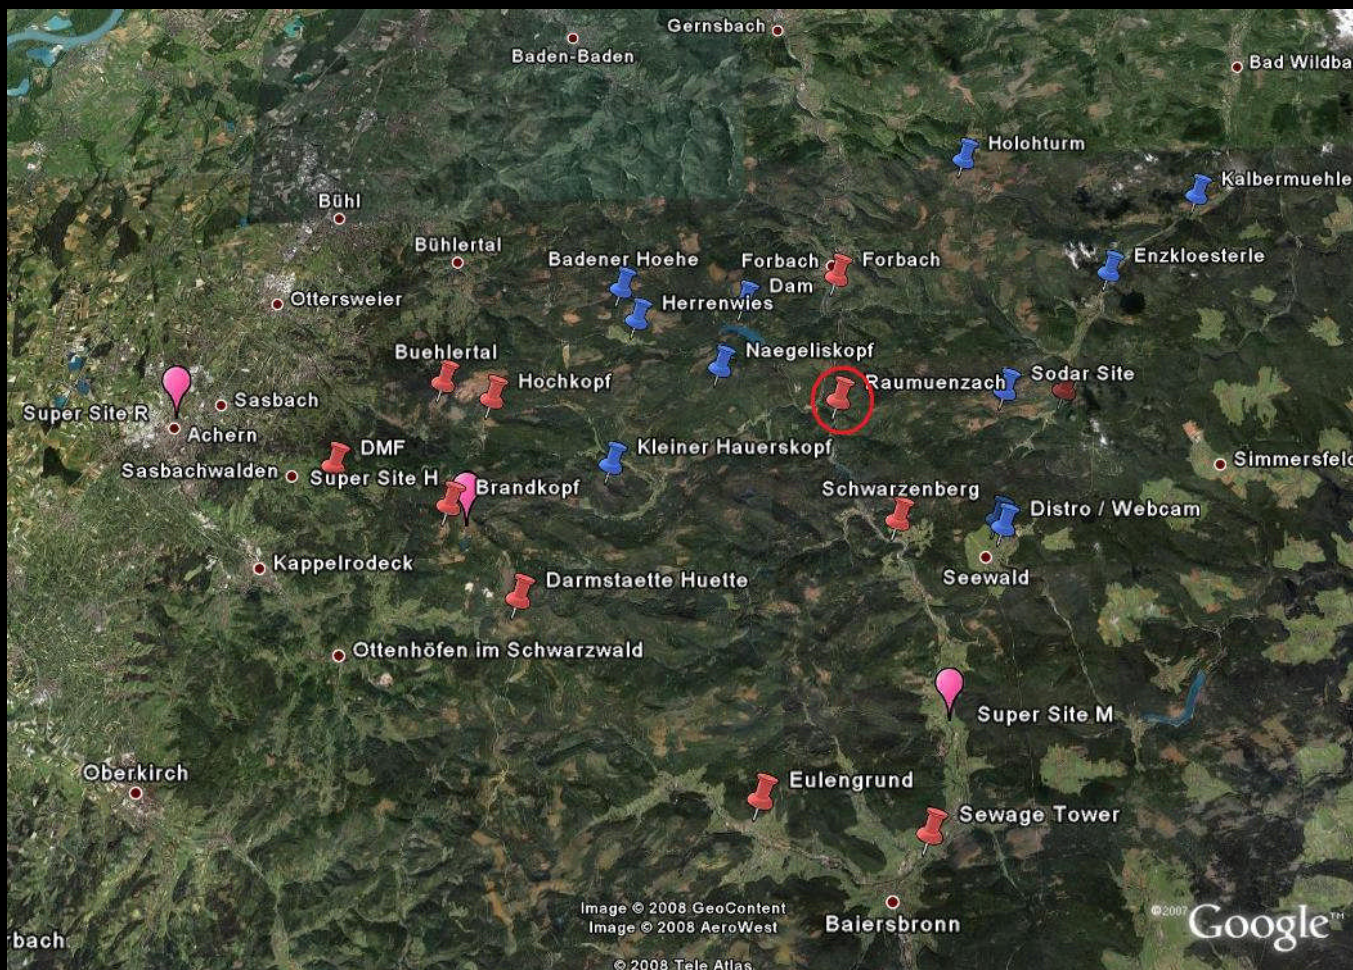 Gernsbach
Baden-Baden
Bad Wildba
Holohturm
Kalbermuehle
Bühl
Bühlertal
Badener Hoehe
Forbach
Forbach
Enzkloesterle
Dam
Ottersweier
Herrenwies
Buehlertal
Naegeliskopf
Hochkopf
Raumuenzach
Sodar Site
Super Site R
Sasbach
Achern
DMF
Kleiner Hauerskopf
Simmersfeld
Sasbachwalden
Super Site H
Brandkopf
Schwarzenberg
Distro / Webcam
Kappelrodeck
Darmstaette Huette
Seewald
Ottenhöfen im Schwarzwald
Super Site M
Oberkirch
Eulengrund
Sewage Tower
Image © 2008 GeoContent
Image © 2008 AeroWest
Baiersbronn
©2007 Google™
rbach
© 2008 Tele Atlas